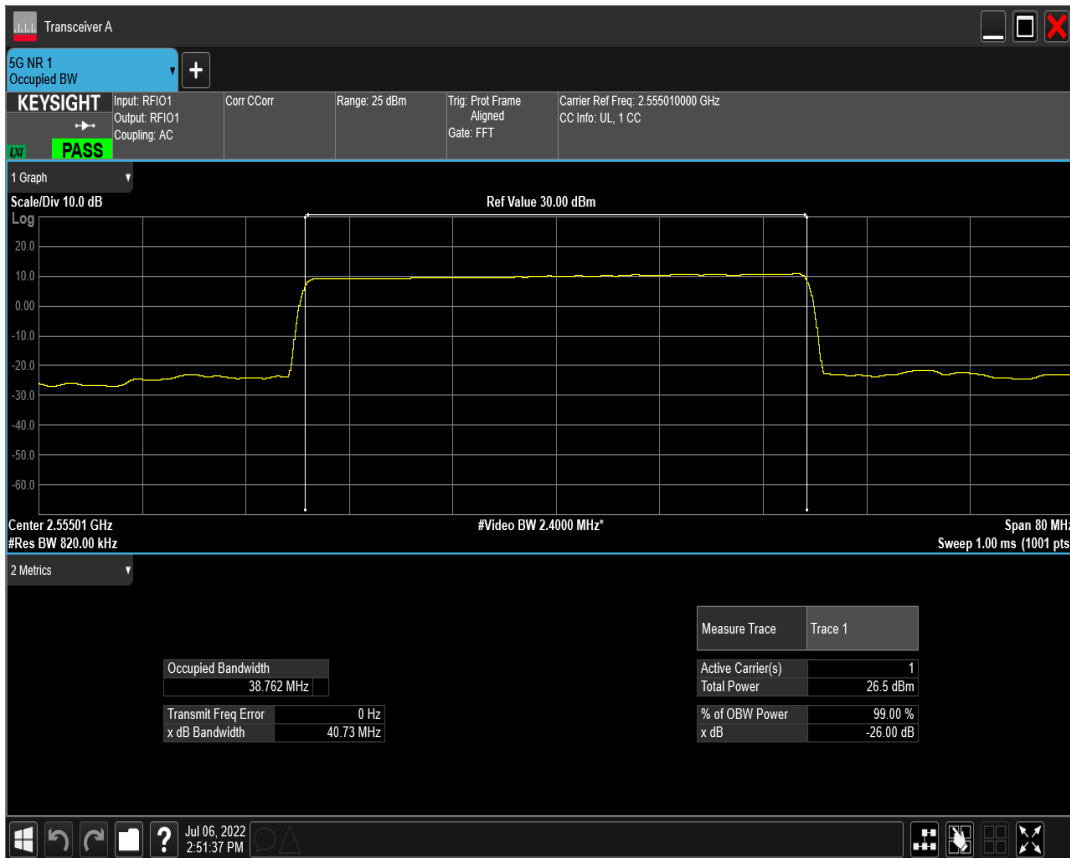 Transceiver A
5G NR 1
Occupied BW
+
KEYSIGHT
LXI
PASS
Input: RFIO1
Output: RFIO1
Coupling: AC
Corr CCorr
Range: 25 dBm
Trig: Prot Frame
Aligned
Gate: FFT
Carrier Ref Freq: 2.555010000 GHz
CC Info: UL, 1 CC
1 Graph
Scale/Div 10.0 dB
Ref Value 30.00 dBm
Log
20.0
10.0
0.00
-10.0
-20.0
-30.0
-40.0
-50.0
-60.0
Center 2.55501 GHz
#Video BW 2.4000 MHz*
Span 80 MHz
#Res BW 820.00 kHz
Sweep 1.00 ms (1001 pts
2 Metrics
Measure Trace Trace 1
Occupied Bandwidth
38.762 MHz
Active Carrier(s) 1
Total Power 26.5 dBm
Transmit Freq Error 0 Hz
x dB Bandwidth 40.73 MHz
% of OBW Power 99.00 %
x dB -26.00 dB
?
Jul 06, 2022
2:51:37 PM